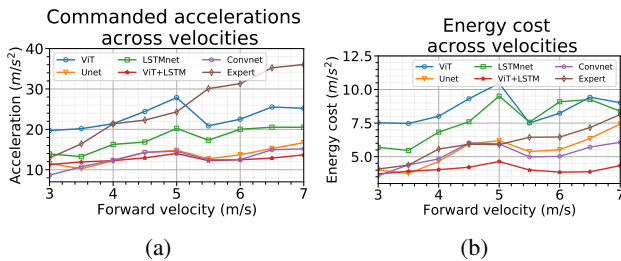 Commanded accelerations
across velocities
Acceleration (m/s²)
40
30
20
10
ViT
Unet
LSTMnet
ViT+LSTM
Convnet
Expert
3
4
5
6
7
Forward velocity (m/s)
(a)
Energy cost
across velocities
Energy cost (m/s²)
12.5
10.0
7.5
5.0
ViT
Unet
LSTMnet
ViT+LSTM
Convnet
Expert
3
4
5
6
7
Forward velocity (m/s)
(b)